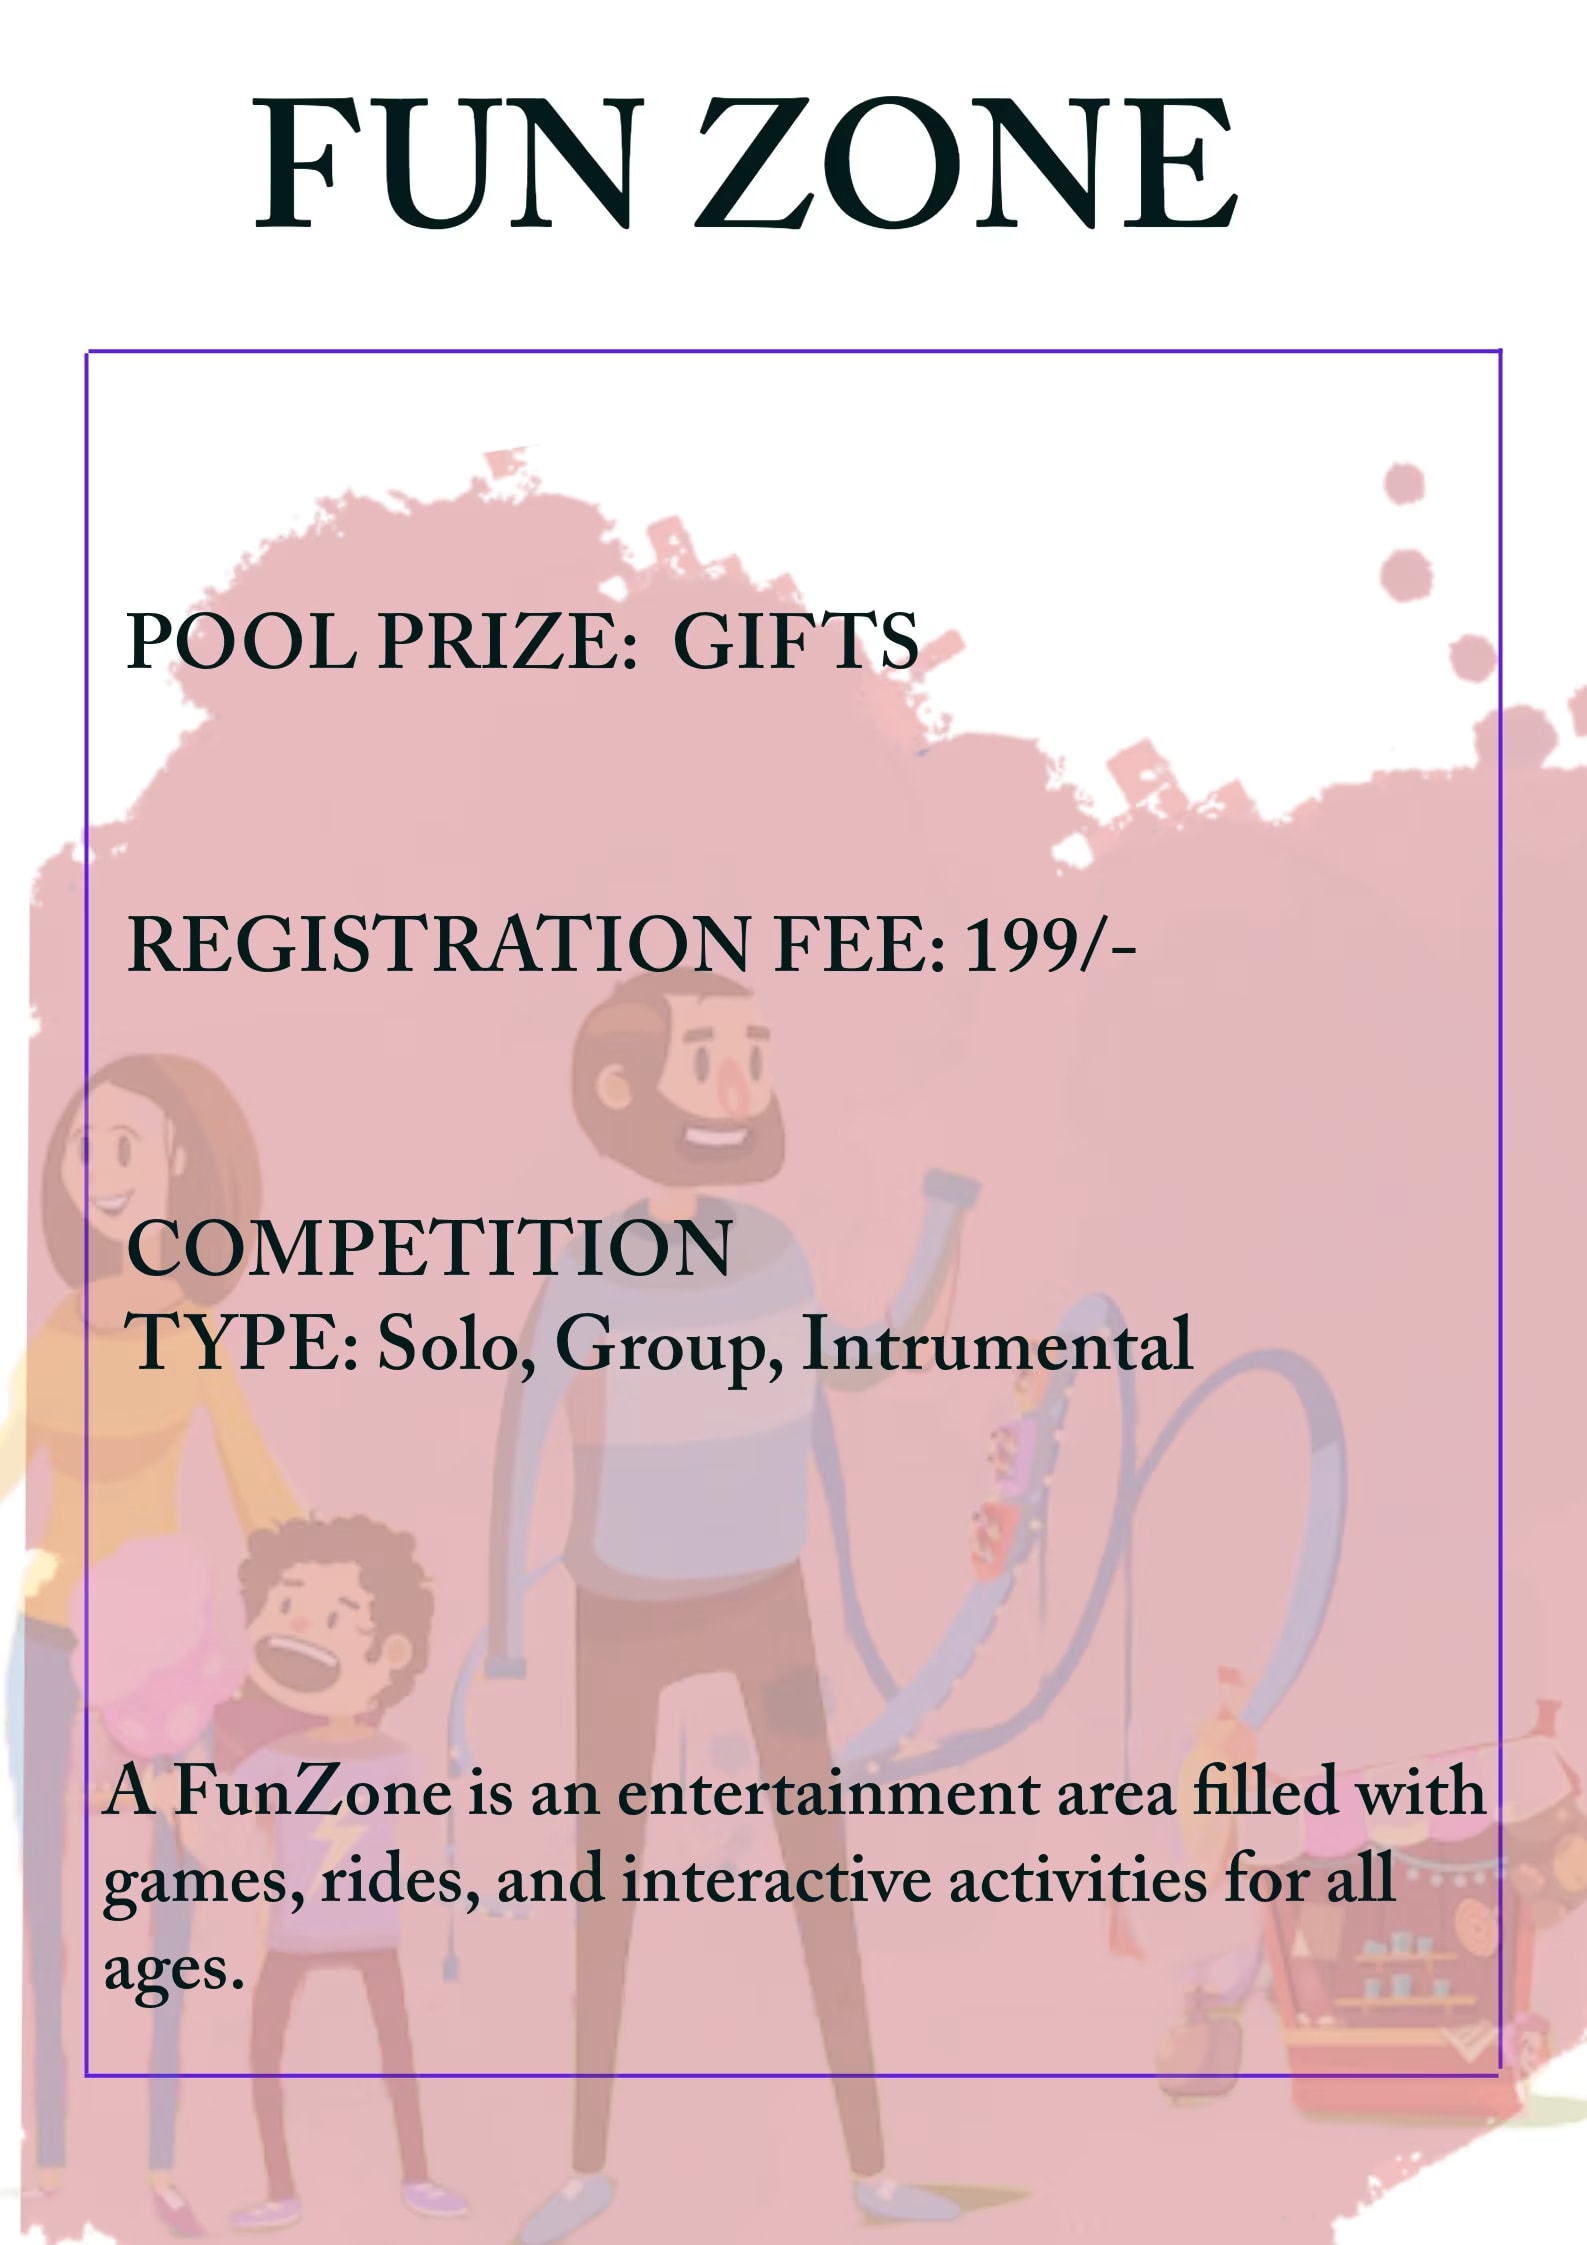 FUN ZONE
POOL PRIZE: GIFTS
REGISTRATION FEE: 199/-
COMPETITION
TYPE: Solo, Group, Intrumental
A FunZone is an entertainment area filled with
games, rides, and interactive activities for all
ages.